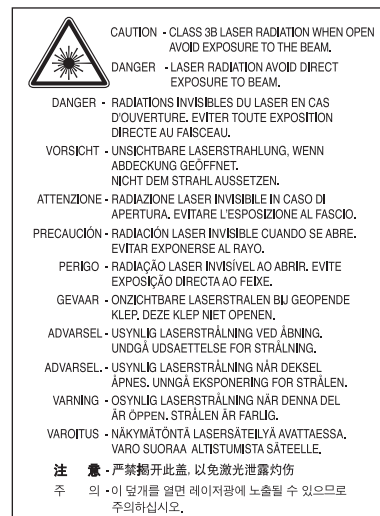 CAUTION - CLASS 3B LASER RADIATION WHEN OPEN
AVOID EXPOSURE TO THE BEAM.
DANGER - LASER RADIATION AVOID DIRECT
EXPOSURE TO BEAM.
DANGER - RADIATIONS INVISIBLES DU LASER EN CAS
D'OUVERTURE. EVITER TOUTE EXPOSITION
DIRECTE AU FAISCEAU.
VORSICHT - UNSICHTBARE LASERSTRAHLUNG, WENN
ABDECKUNG GEÖFFNET.
NICHT DEM STRAHL AUSSETZEN.
ATTENZIONE - RADIAZIONE LASER INVISIBILE IN CASO DI
APERTURA. EVITARE L'ESPOSIZIONE AL FASCIO.
PRECAUCIÓN - RADIACIÓN LASER INVISIBLE CUANDO SE ABRE.
EVITAR EXPONERSE AL RAYO.
PERIGO - RADIAÇÃO LASER INVISÍVEL AO ABRIR. EVITE
EXPOSIÇÃO DIRECTA AO FEIXE.
GEVAAR - ONZICHTBARE LASERSTRALEN BIJ GEOPENDE
KLEP. DEZE KLEP NIET OPENEN.
ADVARSEL - USYNLIG LASERSTRÅLNING VED ÅBNING.
UNDGÅ UDSAETTELSE FOR STRÅLNING.
ADVARSEL. - USYNLIG LASERSTRÅLNING NÅR DEKSEL
ÅPNES. UNNGÅ EKSPONERING FOR STRÅLEN.
VARNING - OSYNLIG LASERSTRÅLNING NÄR DENNA DEL
ÄR ÖPPEN. STRÅLEN ÄR FARLIG.
VAROITUS - NÄKYMÄTÖNTÄ LASERSÄTEILYÄ AVATTAESSA.
VARO SUORAA ALTISTUMISTA SÄTEELLE.
注 意 - 严禁揭开此盖, 以免激光泄露灼伤
주 의 - 이 덮개를 열면 레이저광에 노출될 수 있으므로
주의하십시오.